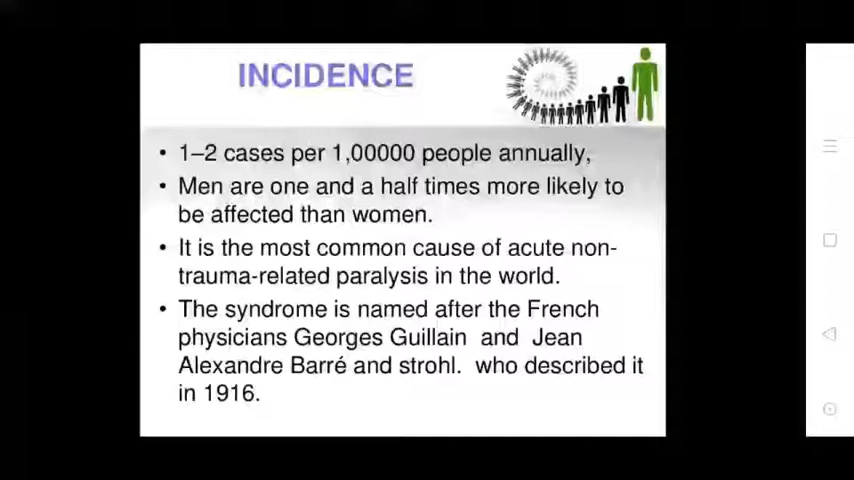 INCIDENCE
• 1–2 cases per 1,00000 people annually,
• Men are one and a half times more likely to
be affected than women.
• It is the most common cause of acute non-
trauma-related paralysis in the world.
• The syndrome is named after the French
physicians Georges Guillain and Jean
Alexandre Barré and strohl. who described it
in 1916.